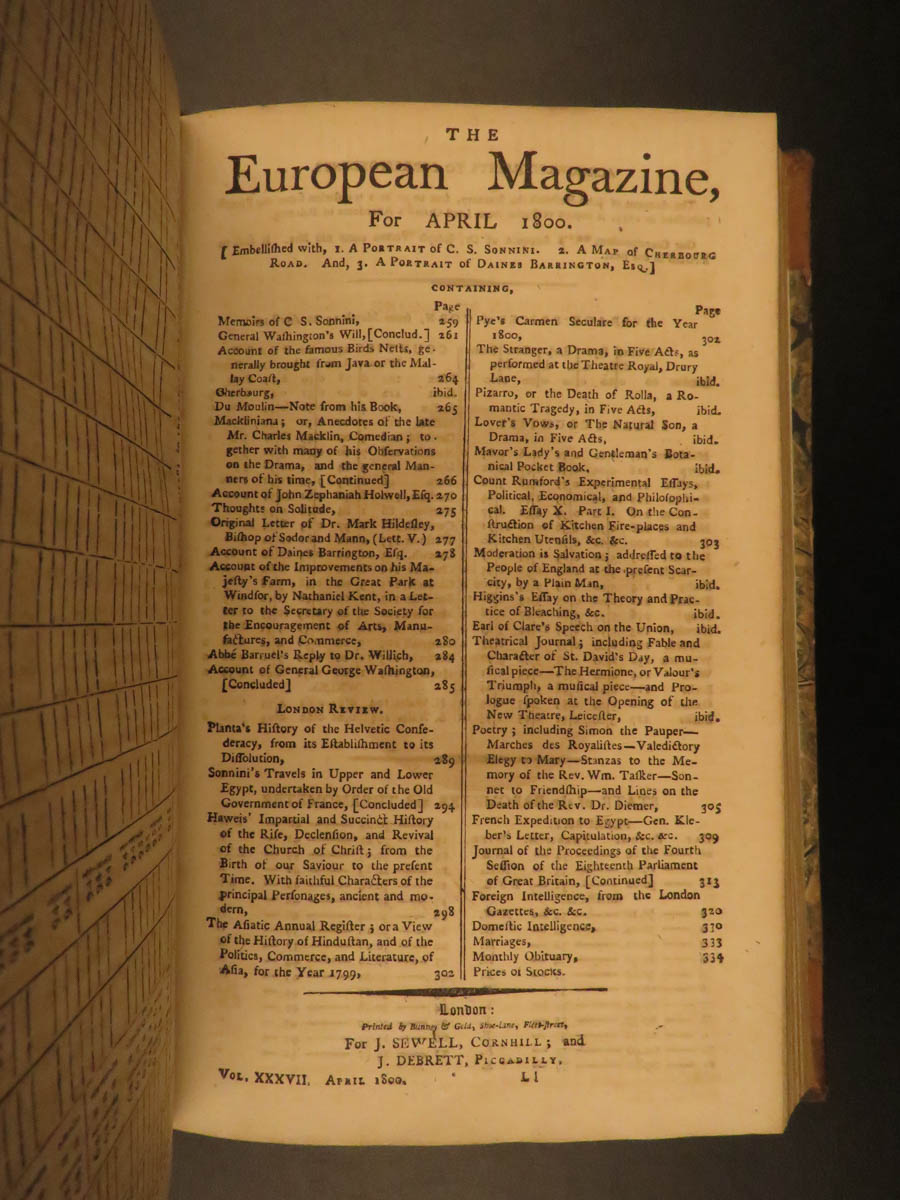 THE
European Magazine,
For APRIL 1800.
[Embelliſhed with, 1. A PORTRAIT of C. S. SONNINI. 2. A MAP of CHERBOURG
ROAD. And, 3. A PORTRAIT of DAINES BARRINGTON, ESQ.]
CONTAINING,
Page
Memoirs of C S. Sonnini, 259
General Waſhington's Will, [Conclud.] 261
Account of the famous Birds Neſts, ge-
nerally brought from Java or the Mal-
lay Coaſt, 264
Cherbourg, ibid.
Du Moulin—Note from his Book, 265
Mackliniana; or, Anecdotes of the late
Mr. Charles Macklin, Comedian; to-
gether with many of his Obſervations
on the Drama, and the general Man-
ners of his time, [Continued] 266
Account of John Zephaniah Holwell, Eſq. 270
Thoughts on Solitude, 275
Original Letter of Dr. Mark Hildeſley,
Biſhop of Sodor and Mann, (Lett. V.) 277
Account of Daines Barrington, Eſq. 278
Account of the Improvements on his Ma-
jeſty's Farm, in the Great Park at
Windſor, by Nathaniel Kent, in a Let-
ter to the Secretary of the Society for
the Encouragement of Arts, Manu-
factures, and Commerce, 280
Abbé Barruel's Reply to Dr. Willich, 284
Account of General George Waſhington,
[Concluded] 285
LONDON REVIEW.
Planta's Hiſtory of the Helvetic Confe-
deracy, from its Eſtabliſhment to its
Diſſolution, 289
Sonnini's Travels in Upper and Lower
Egypt, undertaken by Order of the Old
Government of France, [Concluded] 294
Haweis' Impartial and Succinct Hiſtory
of the Riſe, Declenſion, and Revival
of the Church of Chriſt; from the
Birth of our Saviour to the preſent
Time. With faithful Characters of the
principal Perſonages, ancient and mo-
dern, 298
The Aſiatic Annual Regiſter; or a View
of the Hiſtory of Hinduſtan, and of the
Politics, Commerce, and Literature, of
Aſia, for the Year 1799, 302
Page
Pye's Carmen Seculare for the Year
1800, 302
The Stranger, a Drama, in Five Acts, as
performed at the Theatre Royal, Drury
Lane, ibid.
Pizarro, or the Death of Rolla, a Ro-
mantic Tragedy, in Five Acts, ibid.
Lover's Vows, or The Natural Son, a
Drama, in Five Acts, ibid.
Mavor's Lady's and Gentleman's Bota-
nical Pocket Book, ibid.
Count Rumford's Experimental Eſſays,
Political, Economical, and Philoſophi-
cal. Eſſay X. Part I. On the Con-
ſtruction of Kitchen Fire-places and
Kitchen Utenſils, &c. &c. 303
Moderation is Salvation; addreſſed to the
People of England at the preſent Scar-
city, by a Plain Man, ibid.
Higgins's Eſſay on the Theory and Prac-
tice of Bleaching, &c. ibid.
Earl of Clare's Speech on the Union, ibid.
Theatrical Journal; including Fable and
Character of St. David's Day, a mu-
ſical piece—The Hermione, or Valour's
Triumph, a muſical piece—and Pro-
logue ſpoken at the Opening of the
New Theatre, Leiceſter, ibid.
Poetry; including Simon the Pauper—
Marches des Royaliſtes—Valedictory
Elegy to Mary—Stanzas to the Me-
mory of the Rev. Wm. Taſker—Son-
net to Friendſhip—and Lines on the
Death of the Rev. Dr. Diemer, 305
French Expedition to Egypt—Gen. Kle-
ber's Letter, Capitulation, &c. &c. 309
Journal of the Proceedings of the Fourth
Seſſion of the Eighteenth Parliament
of Great Britain, [Continued] 313
Foreign Intelligence, from the London
Gazettes, &c. &c. 320
Domeſtic Intelligence, 330
Marriages, 333
Monthly Obituary, 334
Prices of Stocks.
London:
Printed by Bunney & Gold, Shoe-Lane, Fleet-ſtreet,
For J. SEWELL, CORNHILL; and
J. DEBRETT, PICCADILLY.
VOL. XXXVII. APRIL 1800. L l